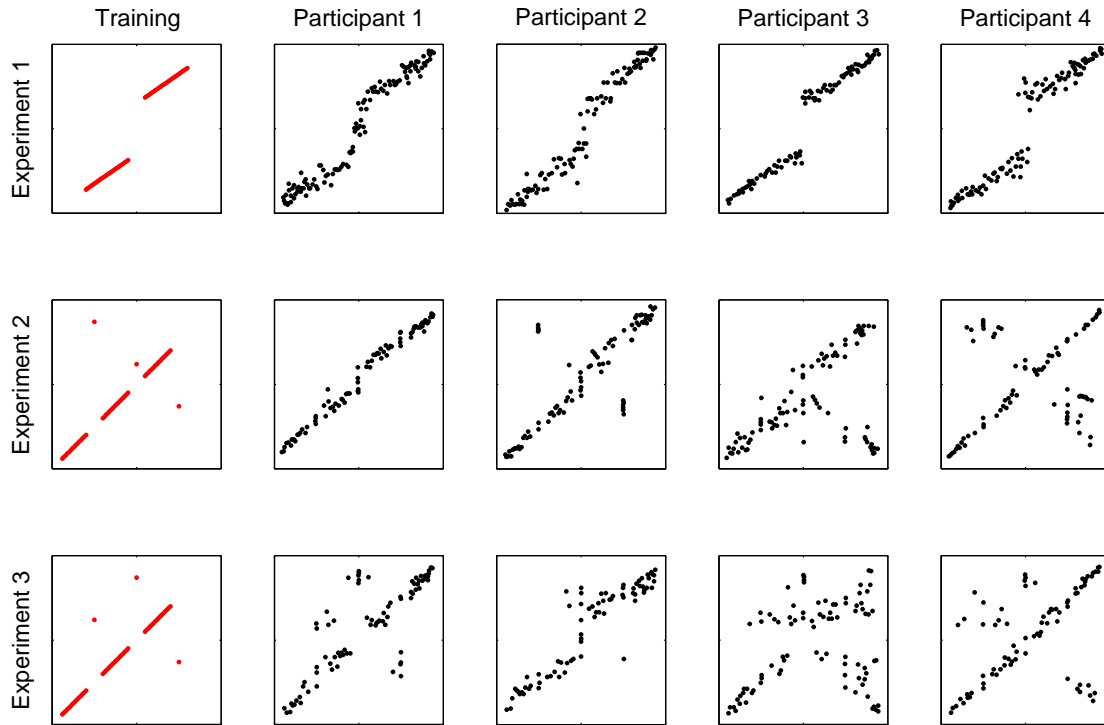 Training
Participant 1
Participant 2
Participant 3
Participant 4
Experiment 1
Experiment 2
Experiment 3